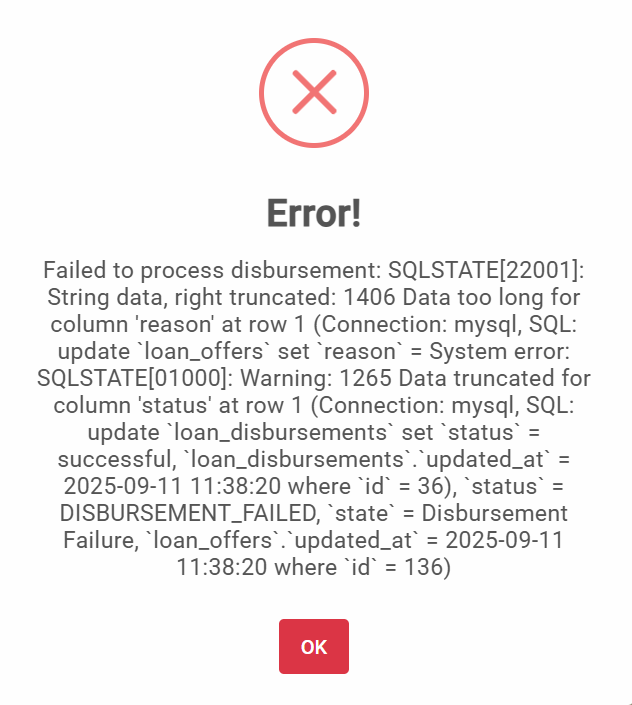 Error!
Failed to process disbursement: SQLSTATE[22001]:
String data, right truncated: 1406 Data too long for
column 'reason' at row 1 (Connection: mysql, SQL:
update `loan_offers` set `reason` = System error:
SQLSTATE[01000]: Warning: 1265 Data truncated for
column 'status' at row 1 (Connection: mysql, SQL:
update `loan_disbursements` set `status` =
successful, `loan_disbursements`.`updated_at` =
2025-09-11 11:38:20 where `id` = 36), `status` =
DISBURSEMENT_FAILED, `state` = Disbursement
Failure, `loan_offers`.`updated_at` = 2025-09-11
11:38:20 where `id` = 136)
OK